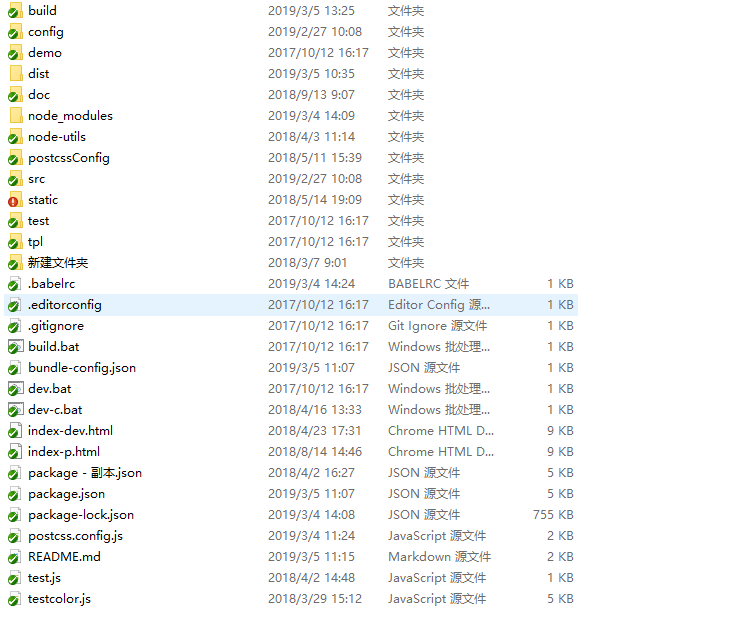 build 2019/3/5 13:25 文件夹
config 2019/2/27 10:08 文件夹
demo 2017/10/12 16:17 文件夹
dist 2019/3/5 10:35 文件夹
doc 2018/9/13 9:07 文件夹
node_modules 2019/3/4 14:09 文件夹
node-utils 2018/4/3 11:14 文件夹
postcssConfig 2018/5/11 15:39 文件夹
src 2019/2/27 10:08 文件夹
static 2018/5/14 19:09 文件夹
test 2017/10/12 16:17 文件夹
tpl 2017/10/12 16:17 文件夹
新建文件夹 2018/3/7 9:01 文件夹
.babelrc 2019/3/4 14:24 BABELRC 文件 1 KB
.editorconfig 2017/10/12 16:17 Editor Config 源... 1 KB
.gitignore 2017/10/12 16:17 Git Ignore 源文件 1 KB
build.bat 2017/10/12 16:17 Windows 批处理... 1 KB
bundle-config.json 2019/3/5 11:07 JSON 源文件 1 KB
dev.bat 2017/10/12 16:17 Windows 批处理... 1 KB
dev-c.bat 2018/4/16 13:33 Windows 批处理... 1 KB
index-dev.html 2018/4/23 17:31 Chrome HTML D... 9 KB
index-p.html 2018/8/14 14:46 Chrome HTML D... 9 KB
package - 副本.json 2018/4/2 16:27 JSON 源文件 5 KB
package.json 2019/3/5 11:07 JSON 源文件 5 KB
package-lock.json 2019/3/4 14:08 JSON 源文件 755 KB
postcss.config.js 2019/3/4 11:24 JavaScript 源文件 2 KB
README.md 2019/3/5 11:15 Markdown 源文件 2 KB
test.js 2018/4/2 14:48 JavaScript 源文件 1 KB
testcolor.js 2018/3/29 15:12 JavaScript 源文件 5 KB